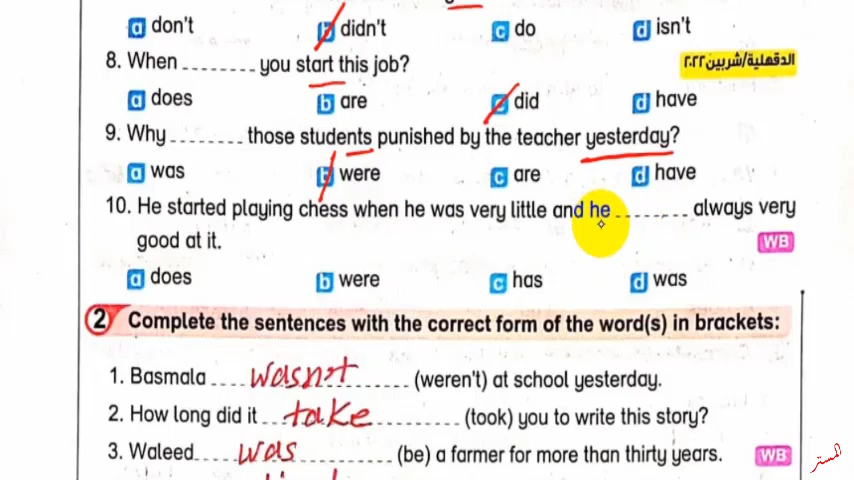 a don't b didn't c do d isn't
8. When ........ you start this job? الدقهلية/شربين ٢٠٢٢
a does b are c did d have
9. Why ........ those students punished by the teacher yesterday?
a was b were c are d have
10. He started playing chess when he was very little and he ........ always very
good at it. WB
a does b were c has d was
2 Complete the sentences with the correct form of the word(s) in brackets:
1. Basmala .... wasn't ........ (weren't) at school yesterday.
2. How long did it ... take ........ (took) you to write this story?
3. Waleed .... was ........ (be) a farmer for more than thirty years. WB
المستر